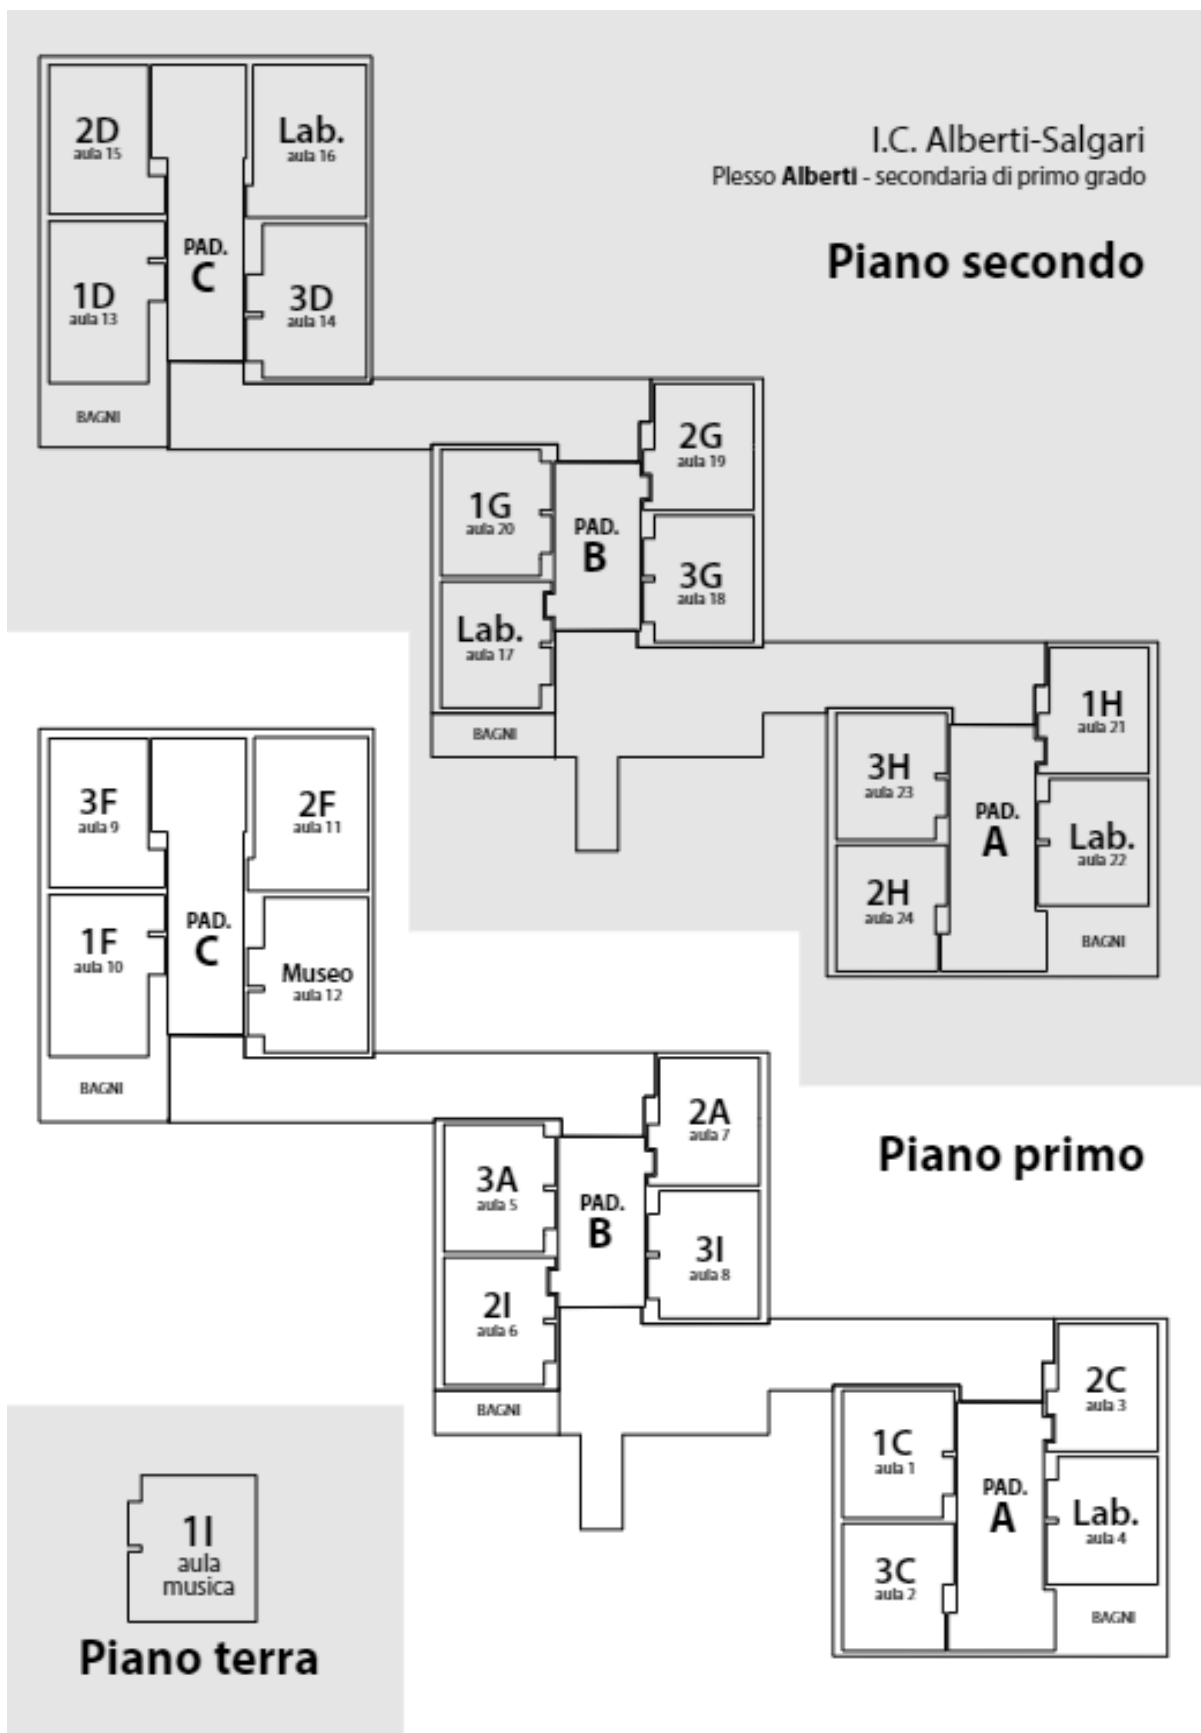 I.C. Alberti-Salgari
Plesso Alberti - secondaria di primo grado
Piano secondo
2D
aula 15
Lab.
aula 16
PAD.
C
1D
aula 13
3D
aula 14
BAGNI
2G
aula 19
1G
aula 20
PAD.
B
3G
aula 18
Lab.
aula 17
BAGNI
1H
aula 21
3H
aula 23
PAD.
A
Lab.
aula 22
2H
aula 24
BAGNI
Piano primo
3F
aula 9
2F
aula 11
PAD.
C
1F
aula 10
Museo
aula 12
BAGNI
2A
aula 7
3A
aula 5
PAD.
B
3I
aula 8
2I
aula 6
BAGNI
2C
aula 3
1C
aula 1
PAD.
A
Lab.
aula 4
3C
aula 2
BAGNI
1I
aula
musica
Piano terra